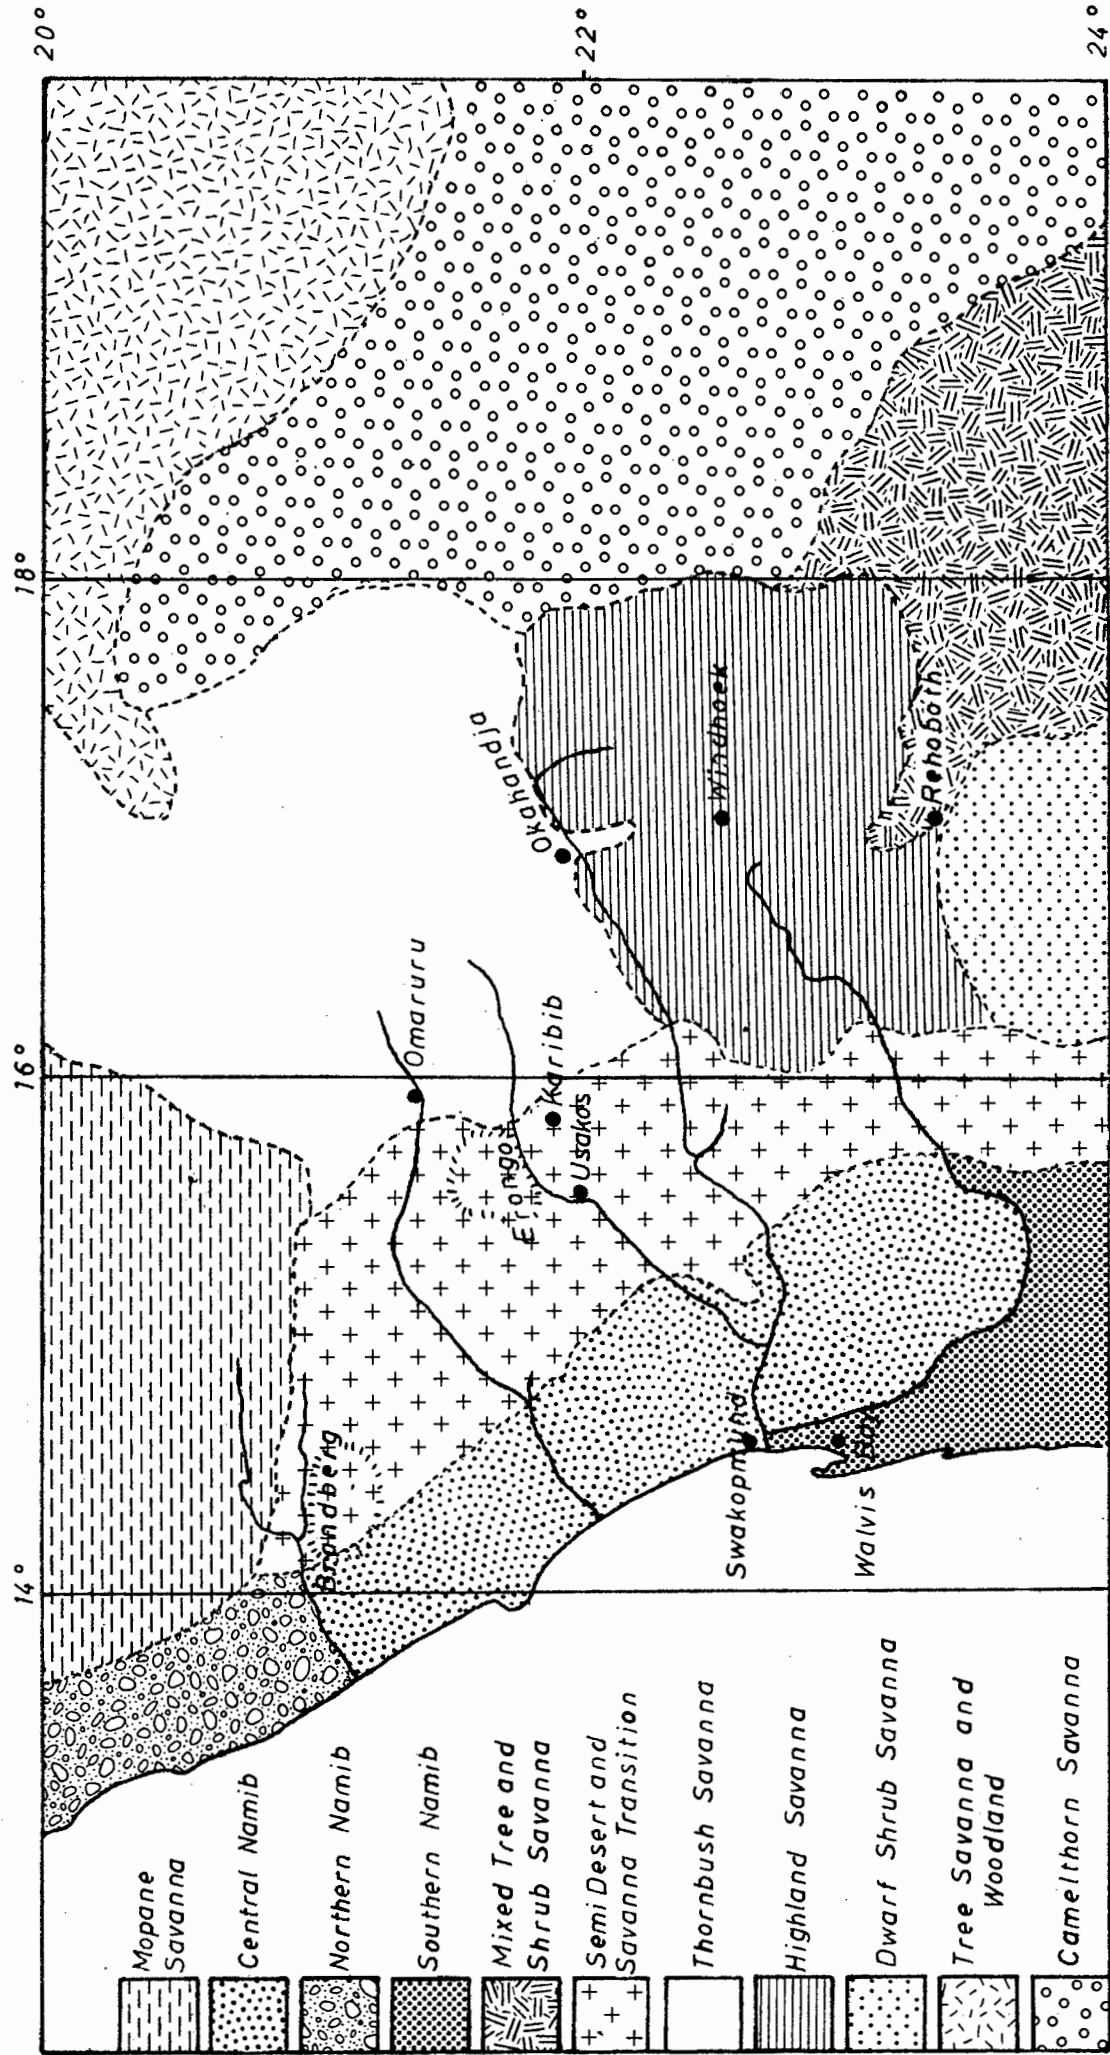 14°
16°
18°
20°
22°
24°
Brandberg
Omaruru
Erongo
Karibib
Usakos
Okahandja
Windhoek
Rehoboth
Swakopmund
Walvis
Bay
Mopane
Savanna
Central Namib
Northern Namib
Southern Namib
Mixed Tree and
Shrub Savanna
Semi Desert and
Savanna Transition
Thornbush Savanna
Highland Savanna
Dwarf Shrub Savanna
Tree Savanna and
Woodland
Camelthorn Savanna